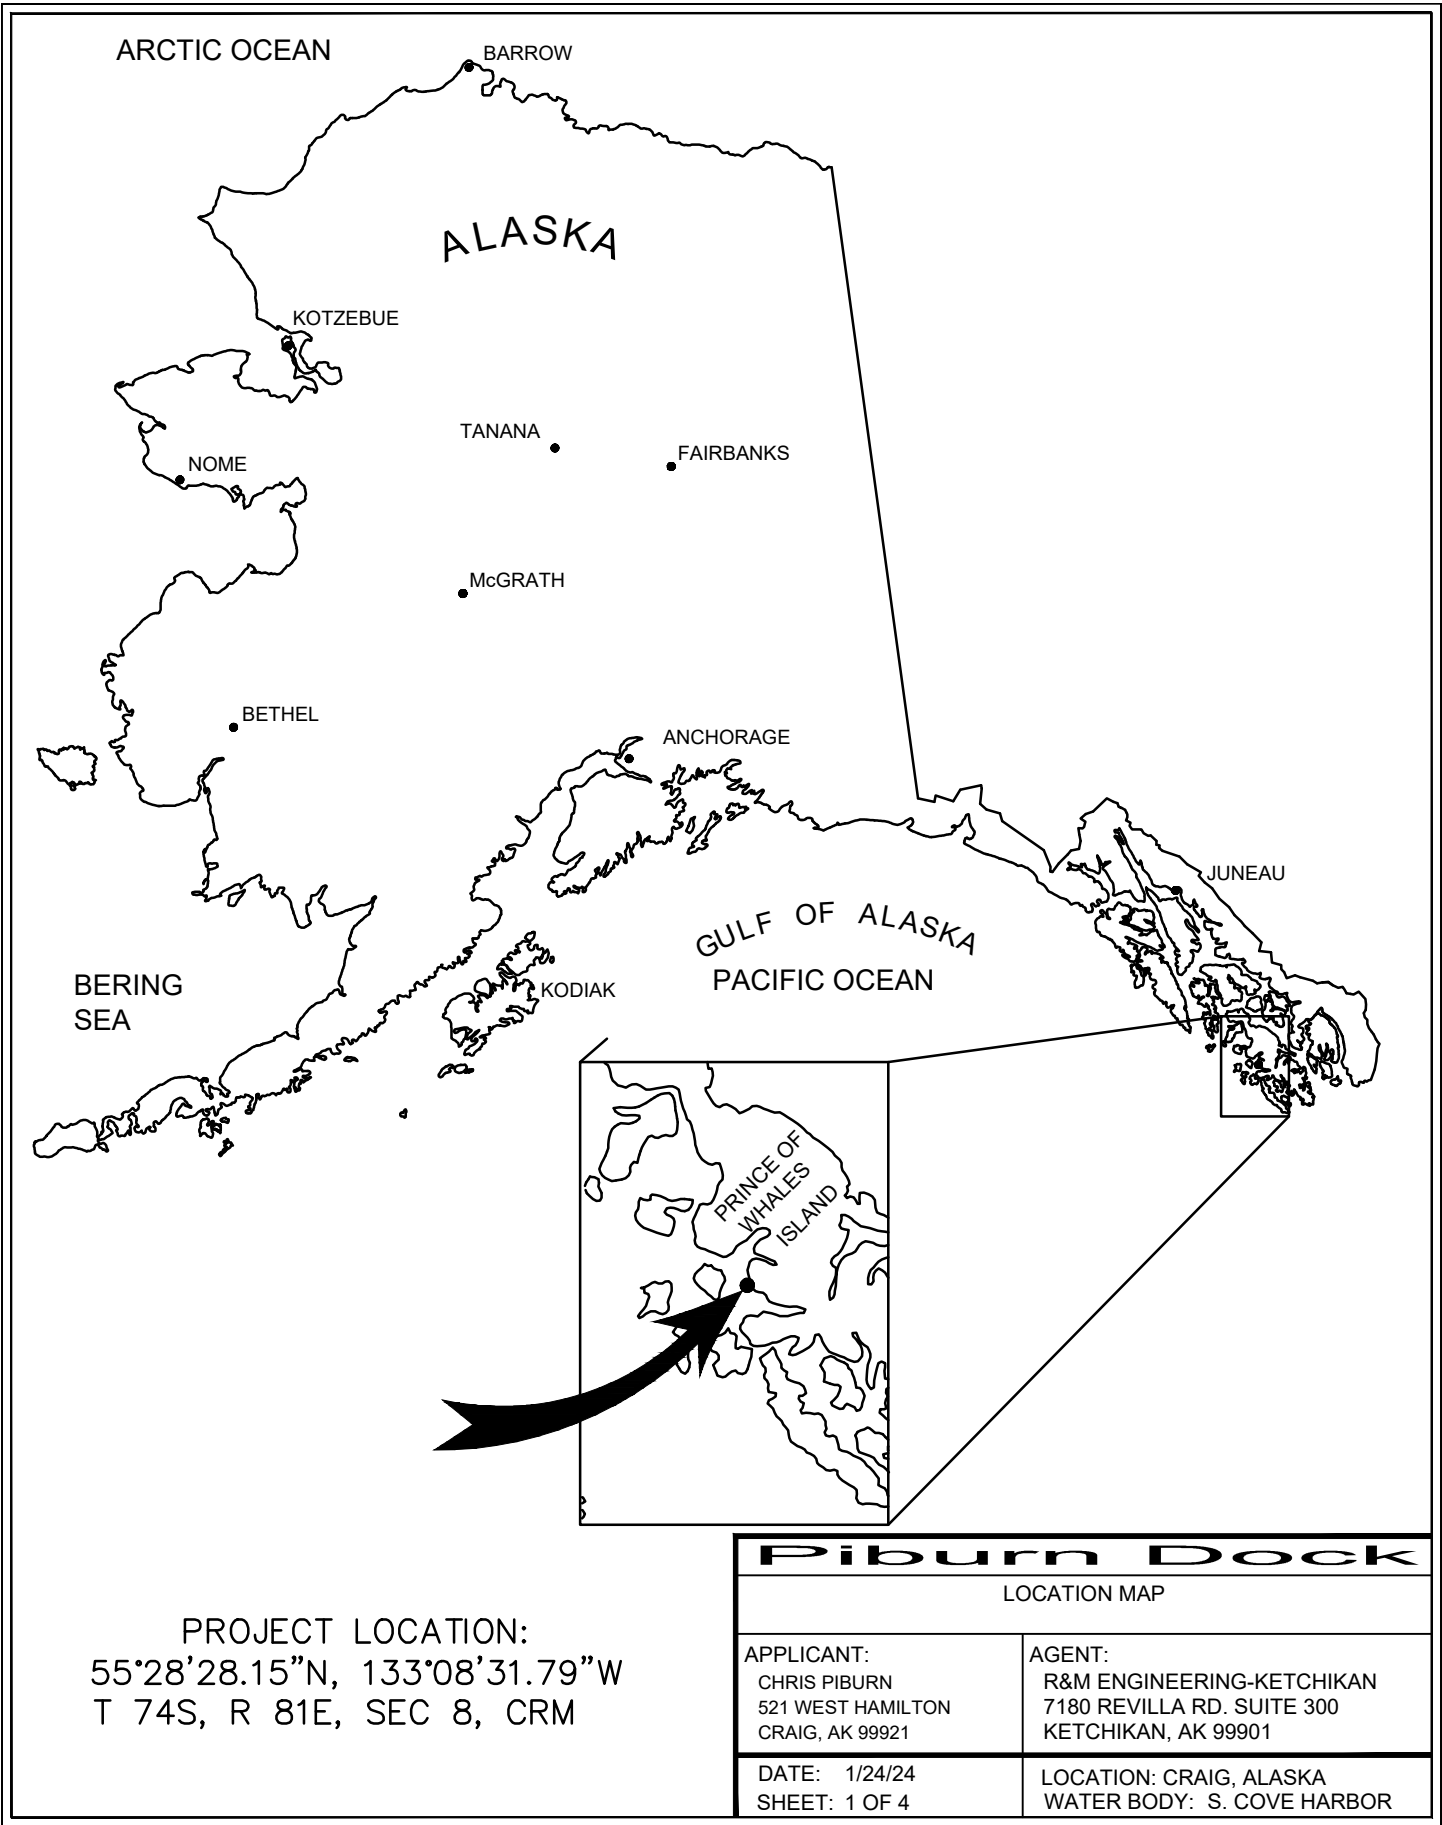 ARCTIC OCEAN
BARROW
ALASKA
KOTZEBUE
TANANA
FAIRBANKS
NOME
McGRATH
BETHEL
ANCHORAGE
JUNEAU
GULF OF ALASKA
PACIFIC OCEAN
BERING
SEA
KODIAK
PRINCE OF
WHALES
ISLAND
PROJECT LOCATION:
55°28'28.15"N, 133°08'31.79"W
T 74S, R 81E, SEC 8, CRM
Piburn Dock
LOCATION MAP
APPLICANT:
CHRIS PIBURN
521 WEST HAMILTON
CRAIG, AK 99921
AGENT:
R&M ENGINEERING-KETCHIKAN
7180 REVILLA RD. SUITE 300
KETCHIKAN, AK 99901
DATE: 1/24/24
SHEET: 1 OF 4
LOCATION: CRAIG, ALASKA
WATER BODY: S. COVE HARBOR